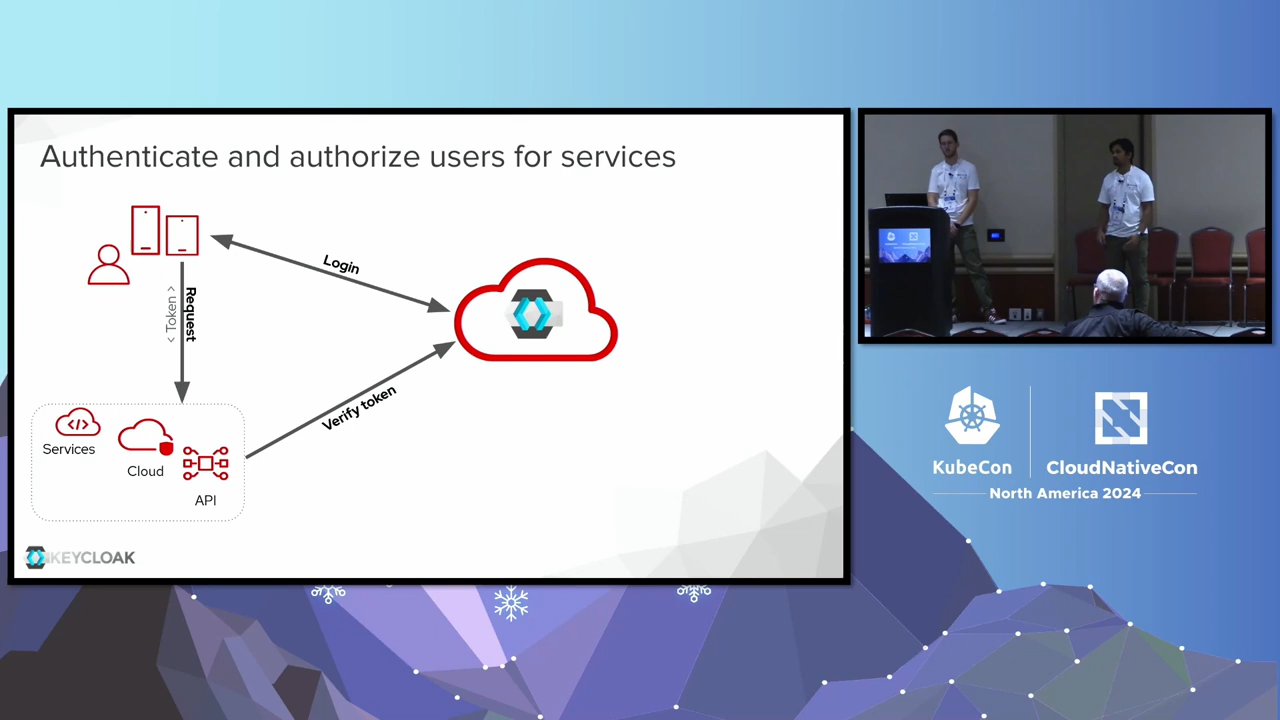 Authenticate and authorize users for services
Login
< Token >
Request
Verify token
Services
Cloud
API
KEYCLOAK
KubeCon
CloudNativeCon
North America 2024